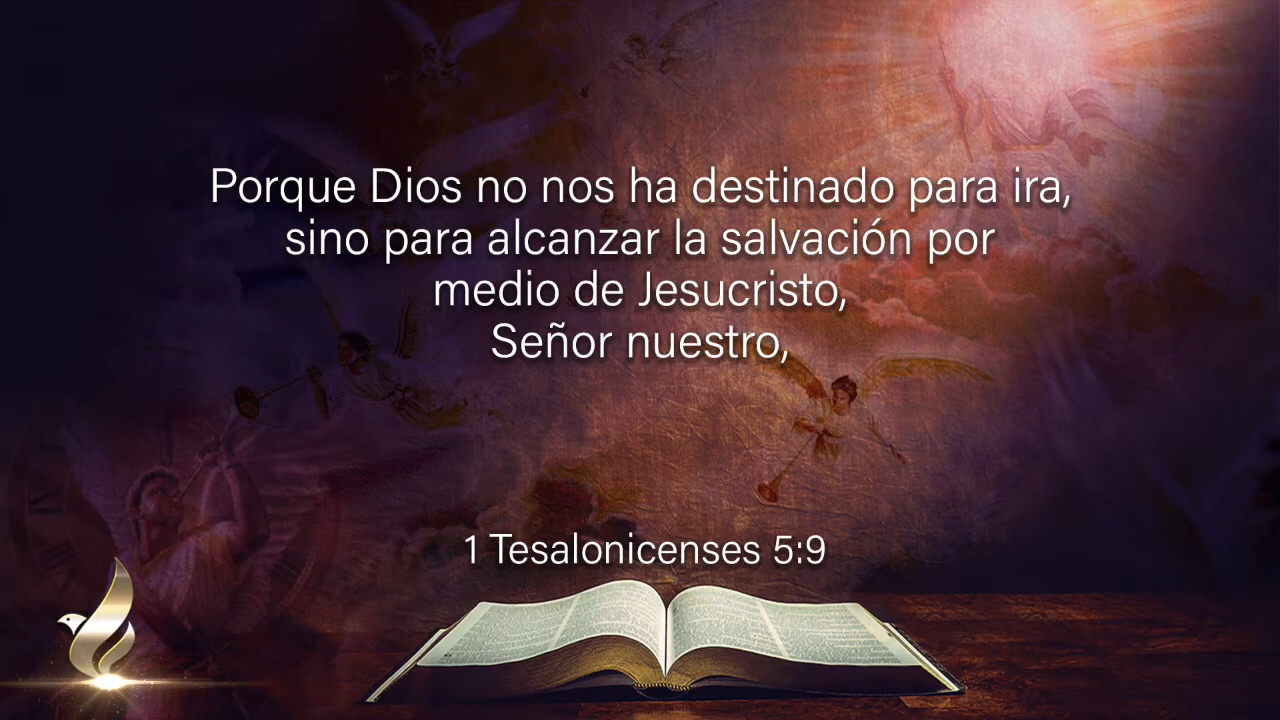 Porque Dios no nos ha destinado para ira,
sino para alcanzar la salvación por
medio de Jesucristo,
Señor nuestro,
1 Tesalonicenses 5:9